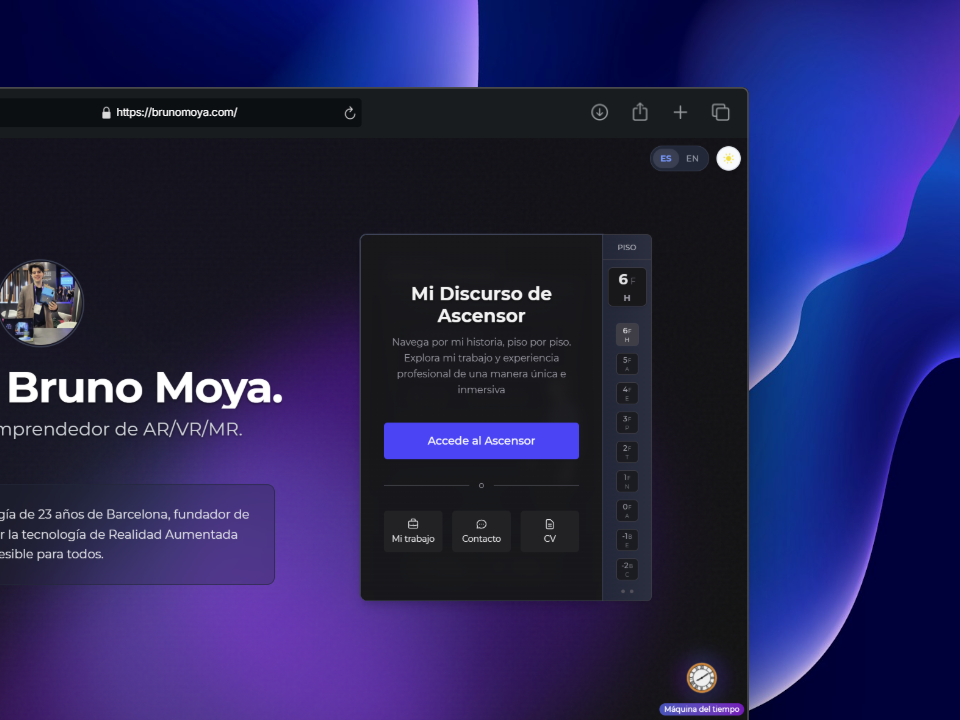 https://brunomoya.com/
ES EN
PISO
6F
H
Mi Discurso de
Ascensor
Navega por mi historia, piso por piso.
Explora mi trabajo y experiencia
profesional de una manera única e
inmersiva
Accede al Ascensor
o
Mi trabajo
Contacto
CV
6F
H
5F
A
4F
E
3F
P
2F
T
1F
N
0F
A
-1B
E
-2B
C
Bruno Moya.
mprendedor de AR/VR/MR.
gía de 23 años de Barcelona, fundador de
r la tecnología de Realidad Aumentada
esible para todos.
Máquina del tiempo